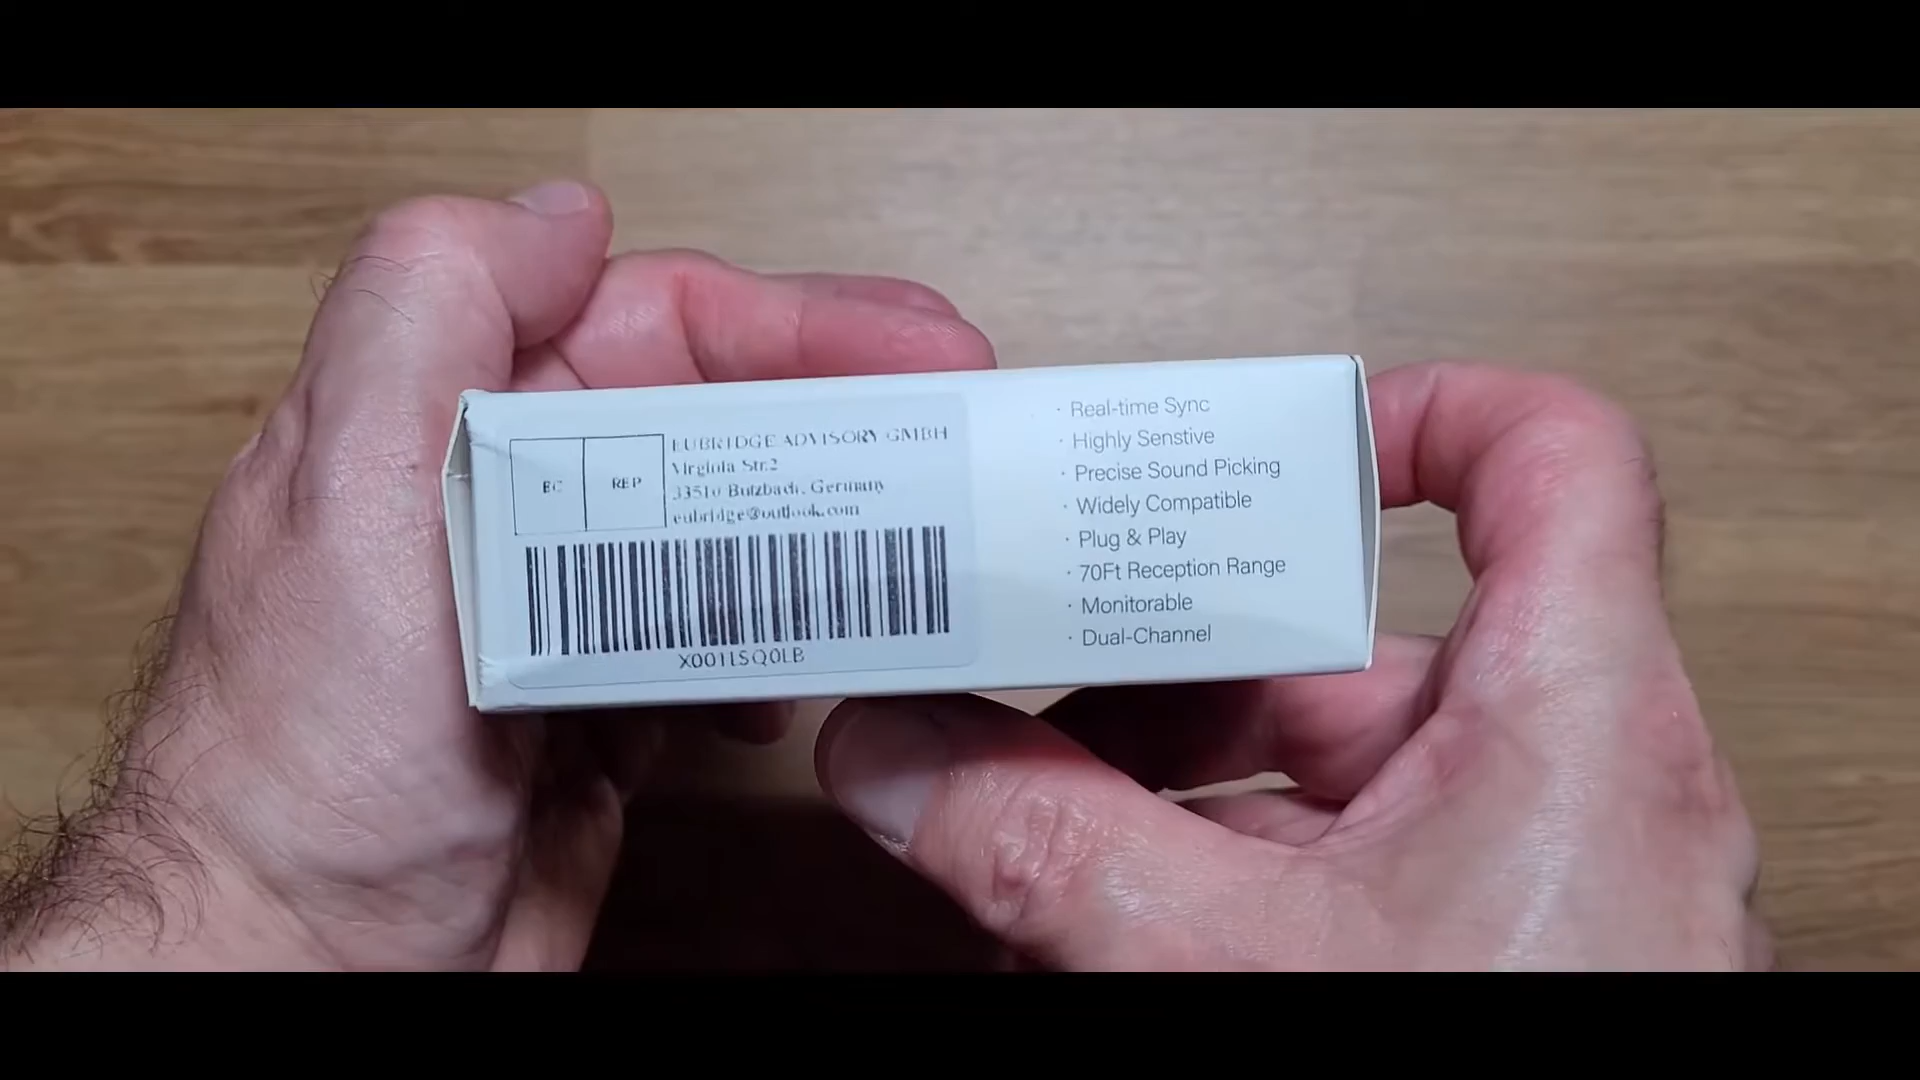 EC REP
EUBRIDGE ADVISORY GMBH
Virginia Str.2
35510 Butzbach, Germany
eubridge@outlook.com
X001LSQ0LB
· Real-time Sync
· Highly Senstive
· Precise Sound Picking
· Widely Compatible
· Plug & Play
· 70Ft Reception Range
· Monitorable
· Dual-Channel